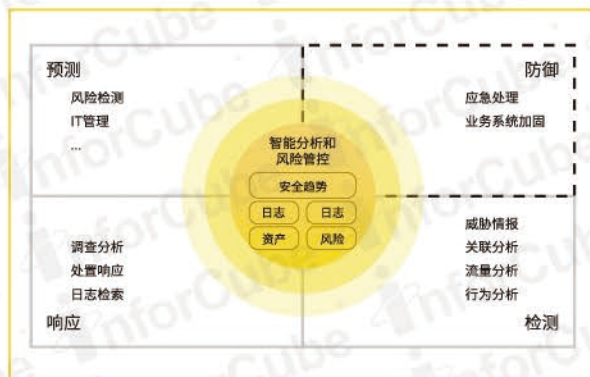 预测
风险检测
IT管理
...
防御
应急处理
业务系统加固
智能分析和
风险管控
安全趋势
日志 日志
资产 风险
调查分析
处置响应
日志检索
响应
威胁情报
关联分析
流量分析
行为分析
检测
InforCube